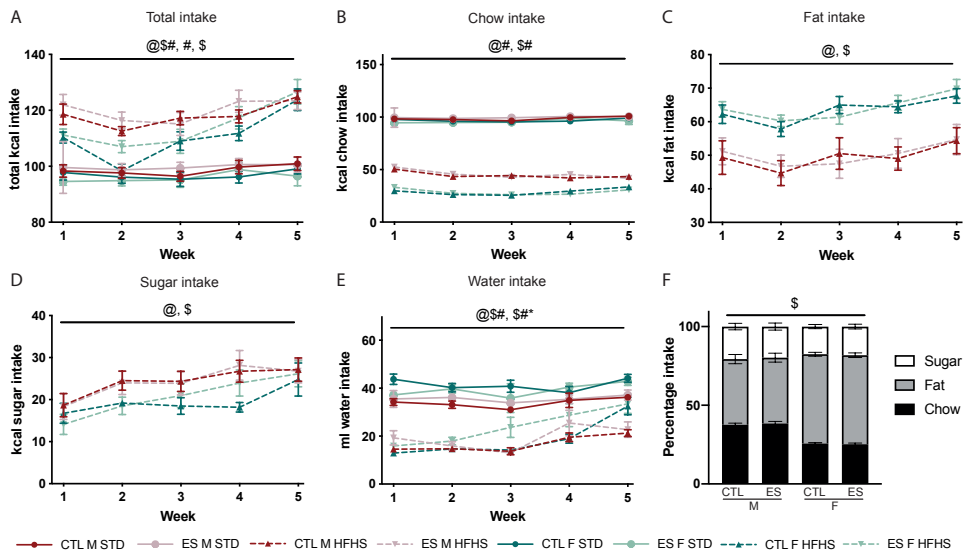 A
Total intake
@$#, #, $
total kcal intake
140
120
100
80
1
2
3
4
5
Week
B
Chow intake
@#, $#
kcal chow intake
150
100
50
0
1
2
3
4
5
Week
C
Fat intake
@, $
kcal fat intake
80
70
60
50
40
30
1
2
3
4
5
Week
D
Sugar intake
@, $
kcal sugar intake
40
30
20
10
0
1
2
3
4
5
Week
E
Water intake
@$#, $#*
ml water intake
60
40
20
0
1
2
3
4
5
Week
F
$
Percentage intake
100
50
0
CTL ES CTL ES
M F
Sugar
Fat
Chow
CTL M STD ES M STD CTL M HFHS ES M HFHS CTL F STD ES F STD CTL F HFHS ES F HFHS